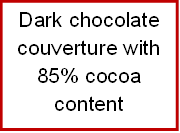 Dark chocolate
couverture with
85% cocoa
content